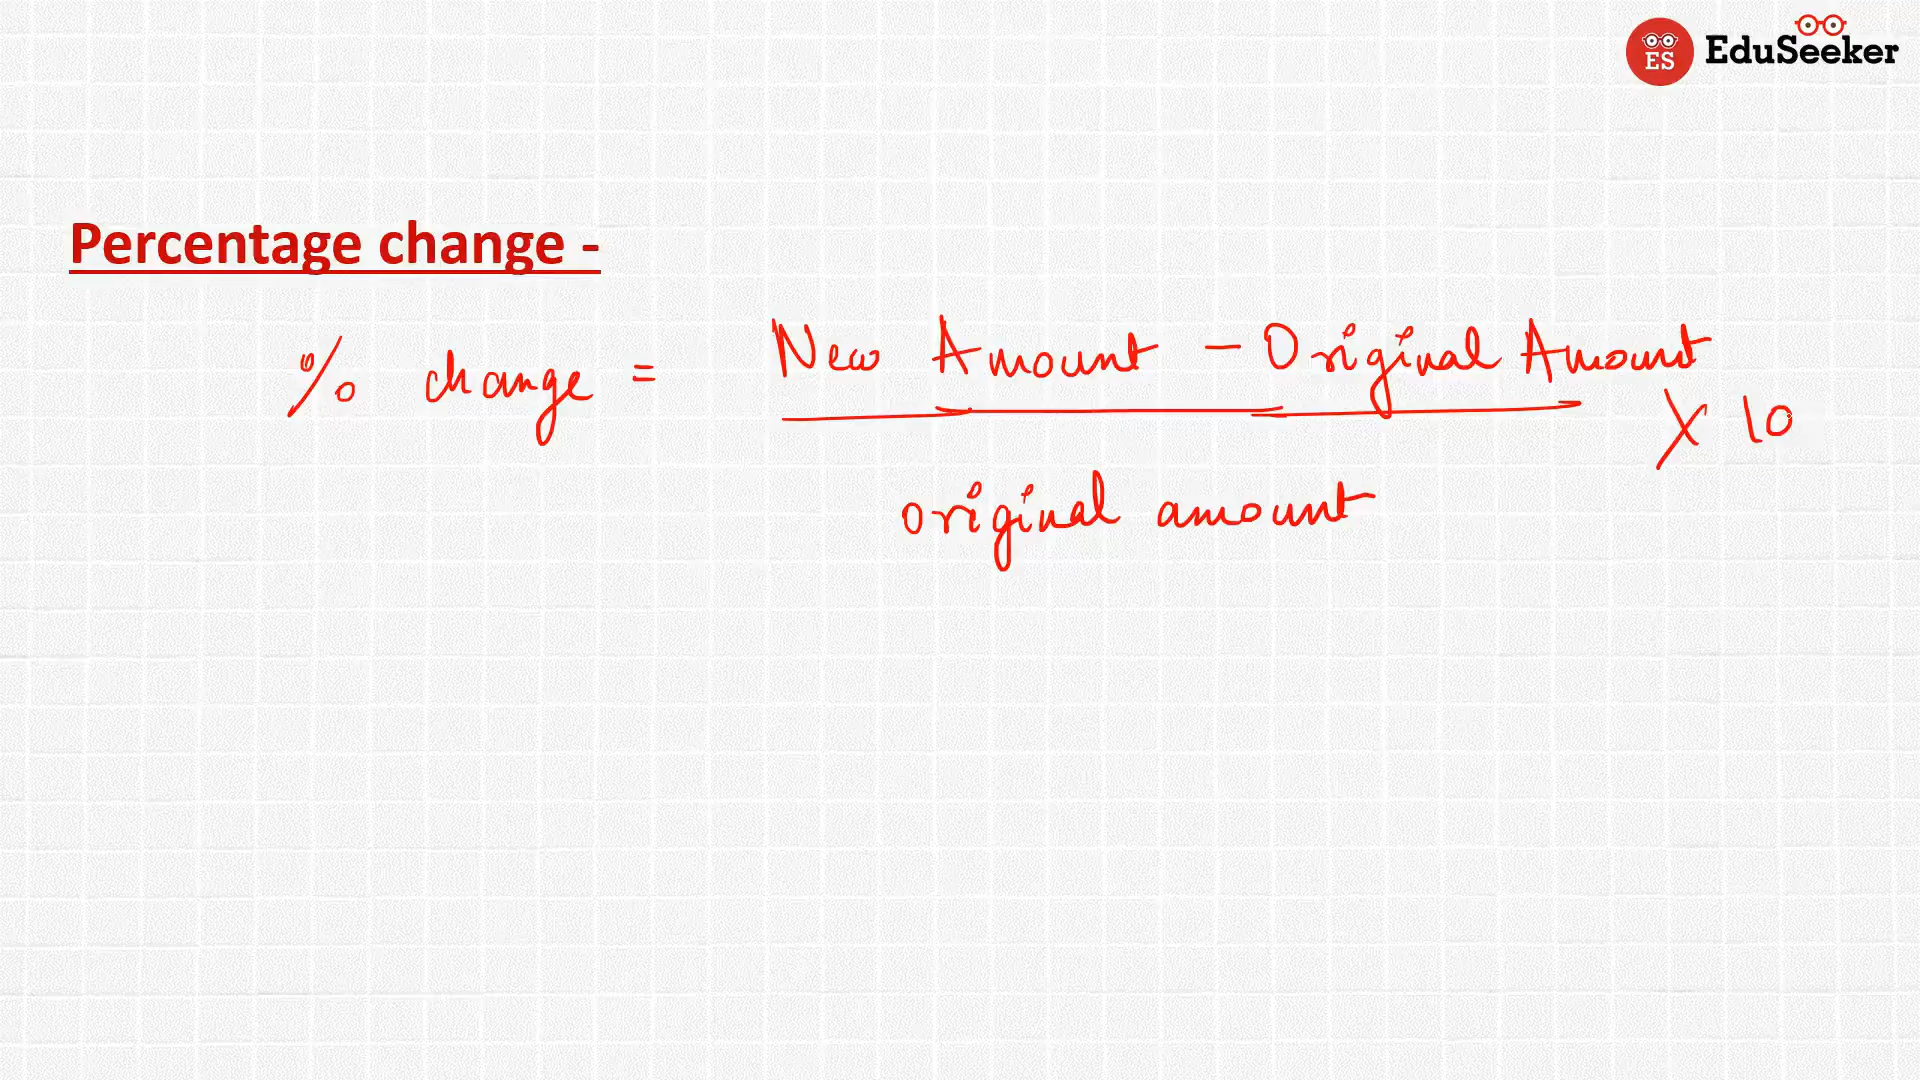 ES EduSeeker
Percentage change -
% change = New Amount - Original Amount
X 10
original amount